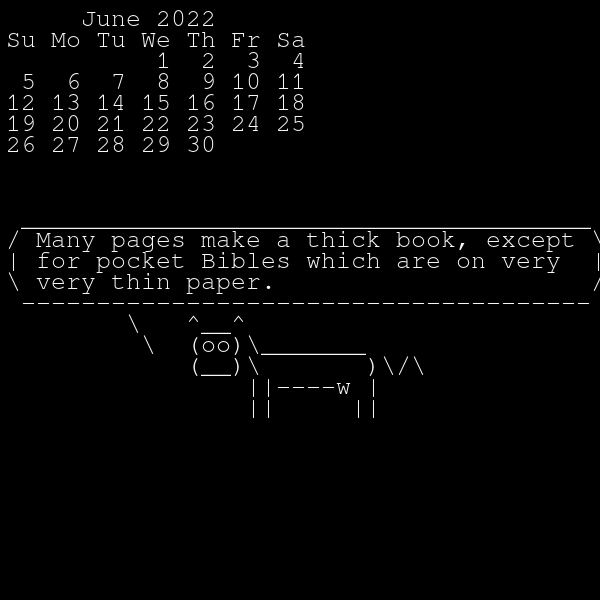 June 2022
Su Mo Tu We Th Fr Sa
          1  2  3  4
 5  6  7  8  9 10 11
12 13 14 15 16 17 18
19 20 21 22 23 24 25
26 27 28 29 30
 ______________________________________
/ Many pages make a thick book, except \
| for pocket Bibles which are on very  |
\ very thin paper.                     /
 --------------------------------------
        \   ^__^
         \  (oo)\_______
            (__)\       )\/\
                ||----w |
                ||     ||